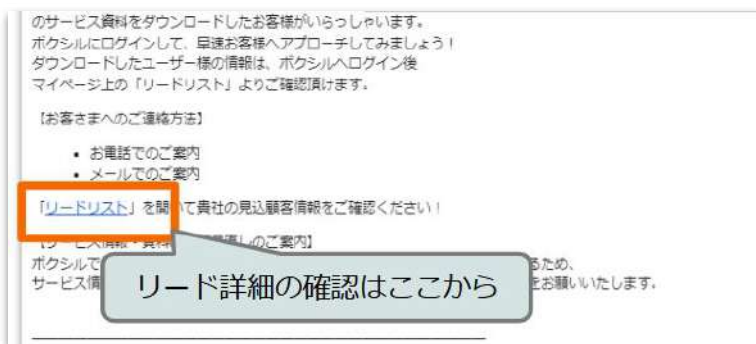 のサービス資料をダウンロードしたお客様がいらっしゃいます。
ボクシルにログインして、早速お客様へアプローチしてみましょう！
ダウンロードしたユーザー様の情報は、ボクシルへログイン後
マイページ上の「リードリスト」よりご確認頂けます。
【お客さまへのご連絡方法】
• お電話でのご案内
• メールでのご案内
「リードリスト」を開いて貴社の見込顧客情報をご確認ください！
のご案内】
ボクシルで
るため、
サービス情
をお願いいたします。
リード詳細の確認はここから